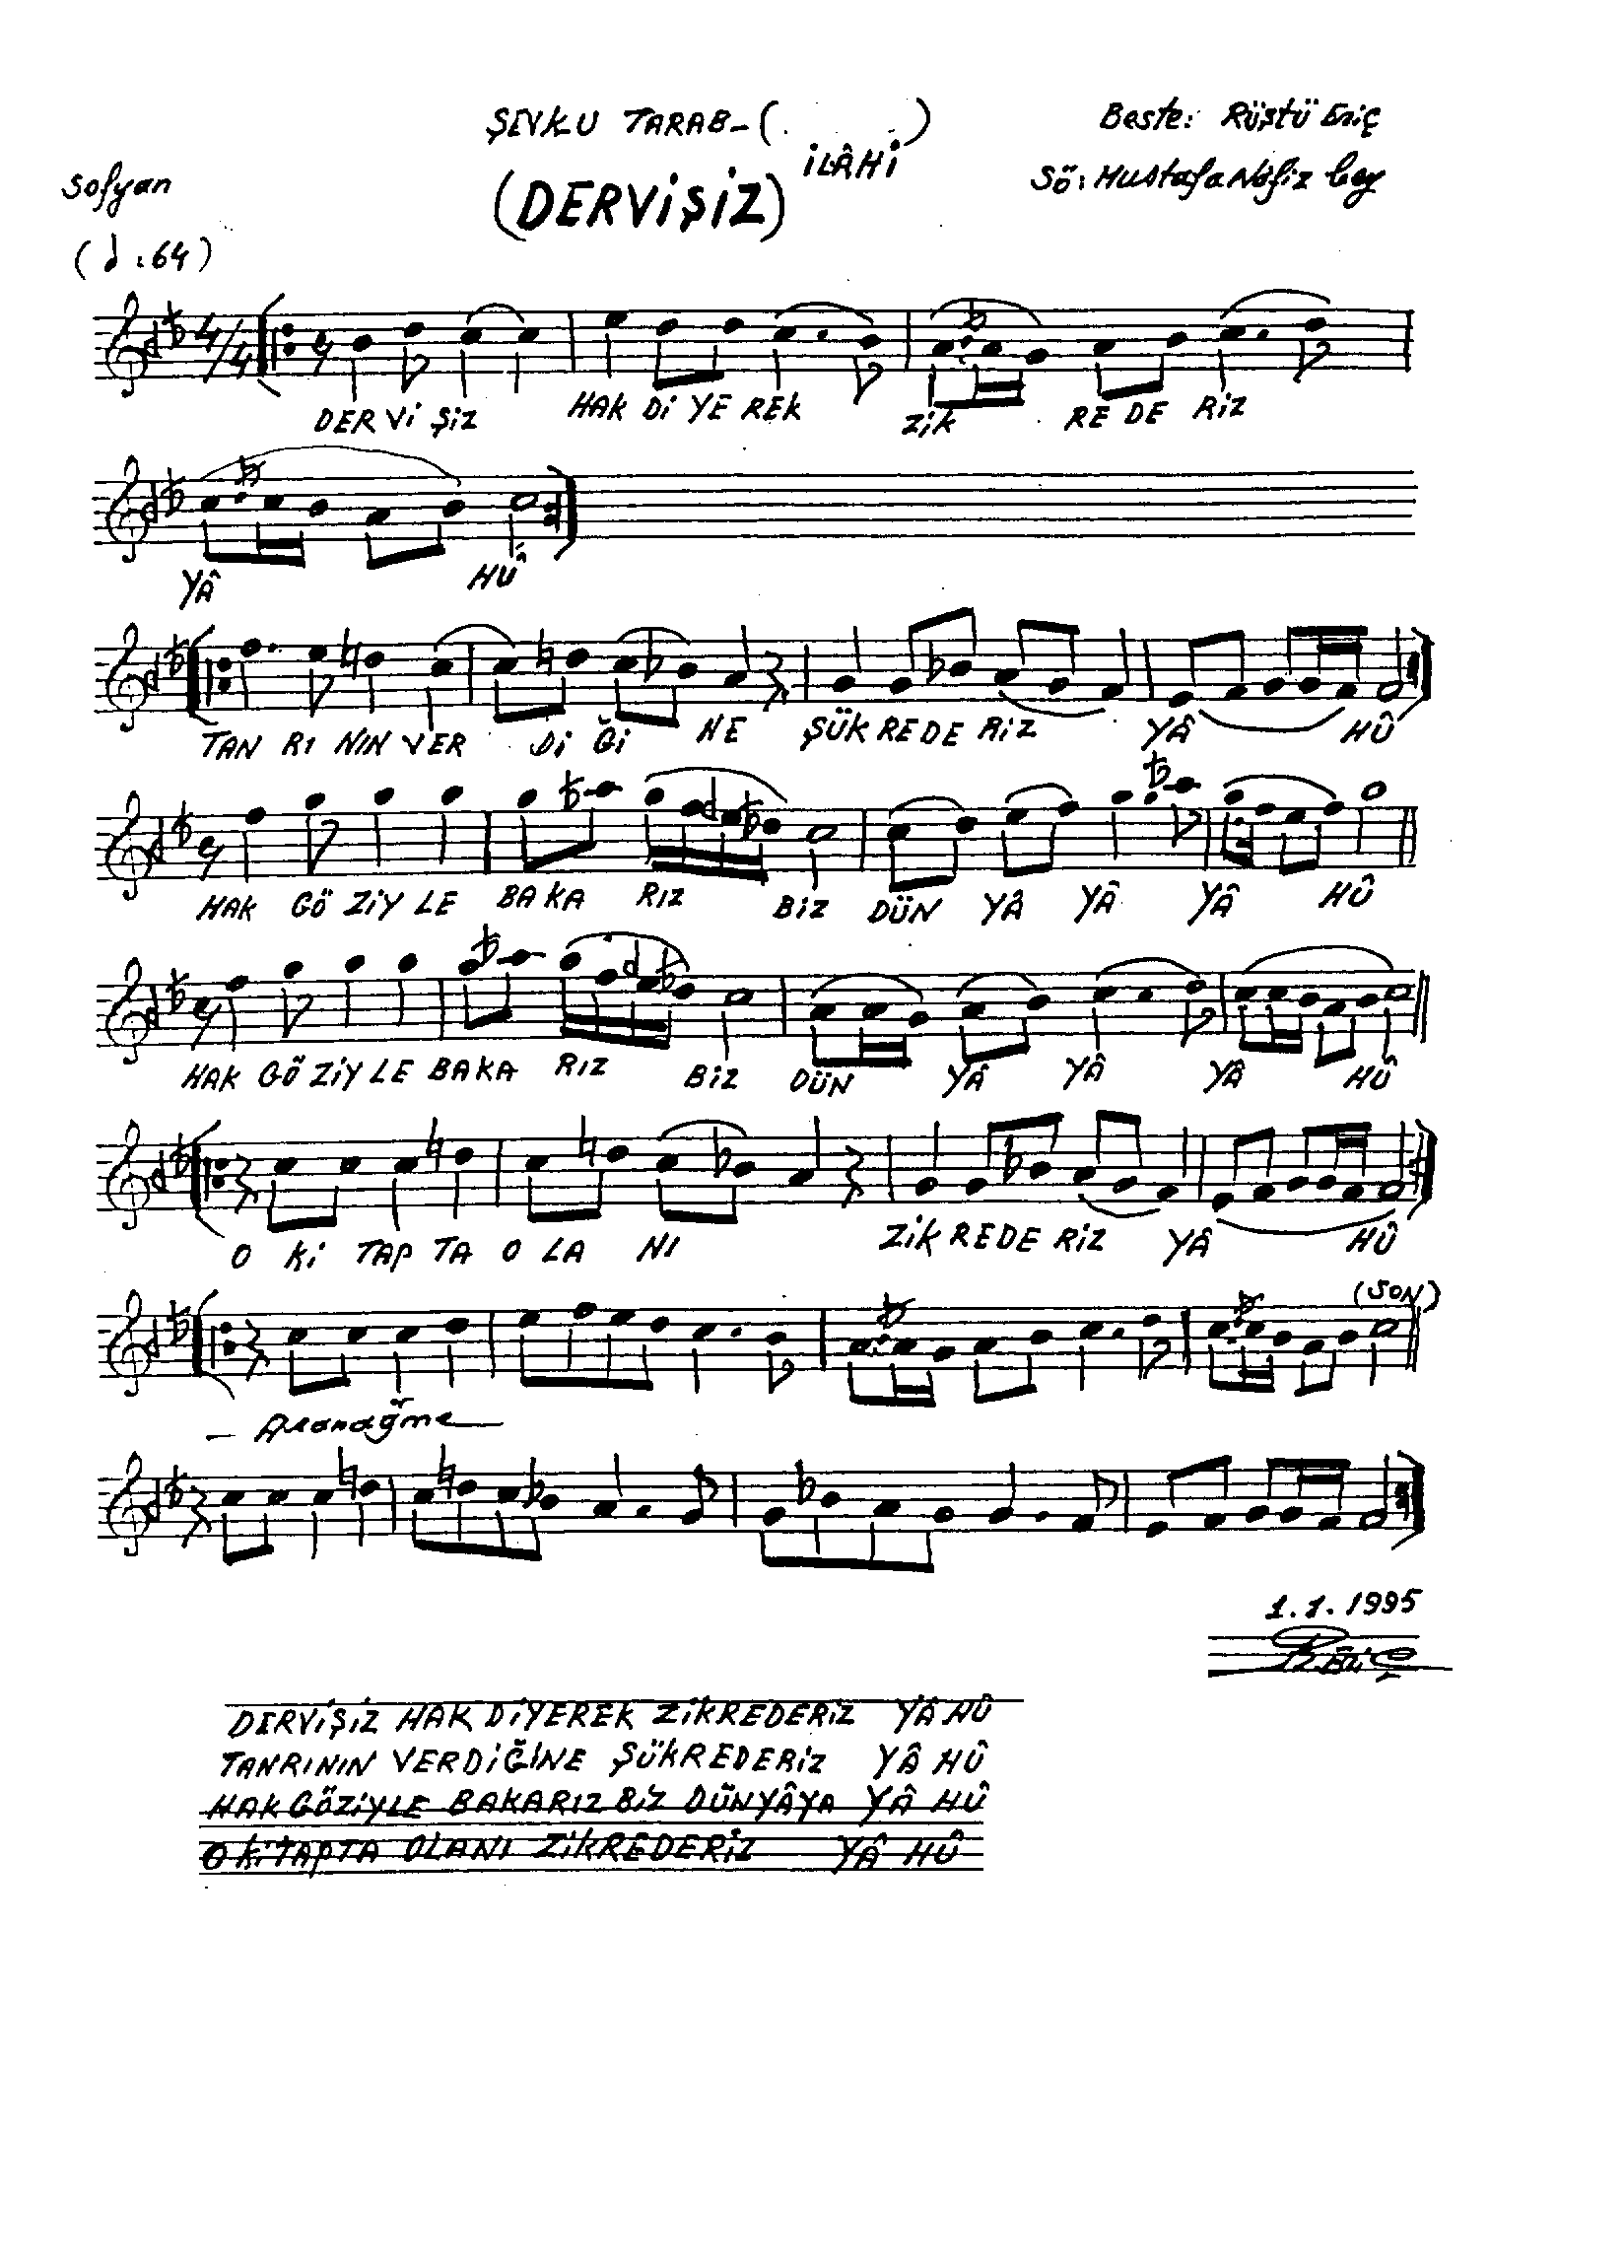 ŞEVKU TARAB-( )
İLÂHİ
Beste: Rüştü Eriç
Sö: Mustafa Nâfiz bey
Sofyan
(DERVİŞİZ)
( : 64 )
4/4
DER Vİ ŞİZ HAK Dİ YE REK ZİK RE DE RİZ
YÂ HÛ
TAN RI NIN VER Dİ Ğİ NE ŞÜK RE DE RİZ YÂ HÛ
HAK GÖ ZİY LE BA KA RIZ BİZ DÜN YÂ YÂ YÂ HÛ
HAK GÖ ZİY LE BA KA RIZ BİZ DÜN YÂ YÂ YÂ HÛ
O Kİ TAP TA O LA NI ZİK RE DE RİZ YÂ HÛ
(SON)
— Aranağme —
1.1.1995
REriÇ
DERVİŞİZ HAK DİYEREK ZİKREDERİZ YÂ HÛ
TANRININ VERDİĞİNE ŞÜKREDERİZ YÂ HÛ
HAK GÖZİYLE BAKARIZ BİZ DÜNYÂYA YÂ HÛ
O KİTAPTA OLANI ZİKREDERİZ YÂ HÛ